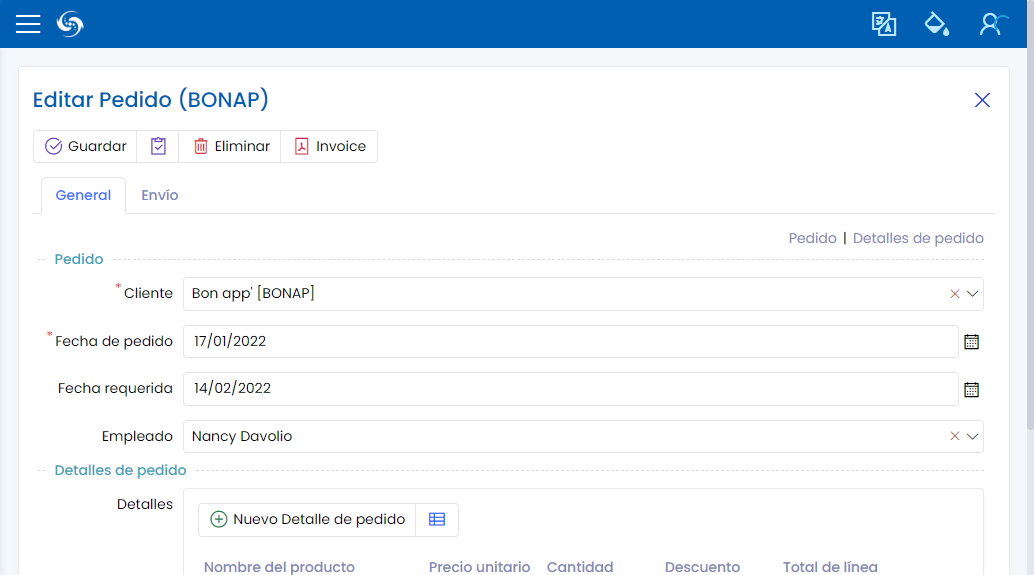 Editar Pedido (BONAP)
Guardar Eliminar Invoice
General Envío
Pedido | Detalles de pedido
Pedido
* Cliente Bon app' [BONAP]
* Fecha de pedido 17/01/2022
Fecha requerida 14/02/2022
Empleado Nancy Davolio
Detalles de pedido
Detalles
Nuevo Detalle de pedido
Nombre del producto Precio unitario Cantidad Descuento Total de línea